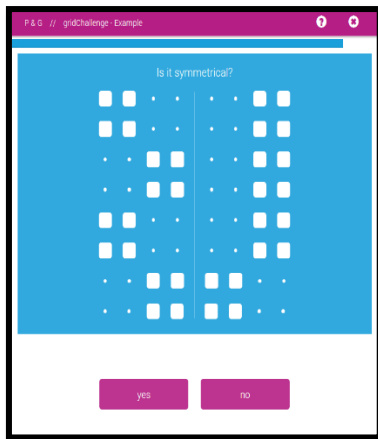 P & G // gridChallenge - Example
Is it symmetrical?
yes
no